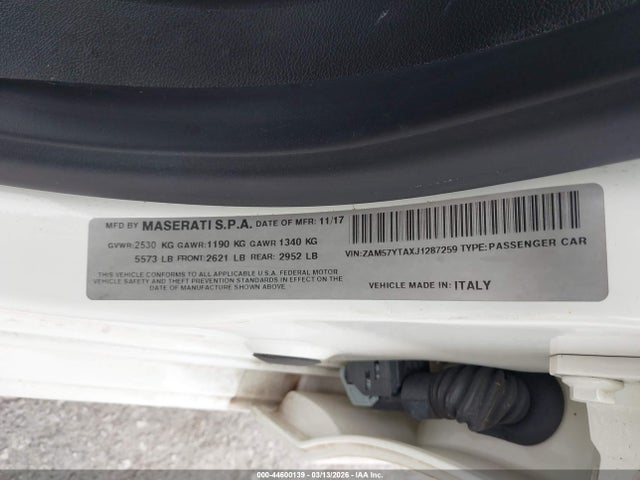 MFD BY MASERATI S.P.A. DATE OF MFR: 11/17
GVWR: 2530 KG GAWR: 1190 KG GAWR 1340 KG
5573 LB FRONT: 2621 LB REAR: 2952 LB
THIS VEHICLE CONFORMS TO ALL APPLICABLE U.S.A. FEDERAL MOTOR
VEHICLE SAFETY AND THEFT PREVENTION STANDARDS IN EFFECT ON THE
DATE OF MANUFACTURE SHOWN ABOVE.
VIN: ZAM57YTAXJ1287259 TYPE: PASSENGER CAR
VEHICLE MADE IN: ITALY
000-44600139 - 03/13/2026 - IAA Inc.